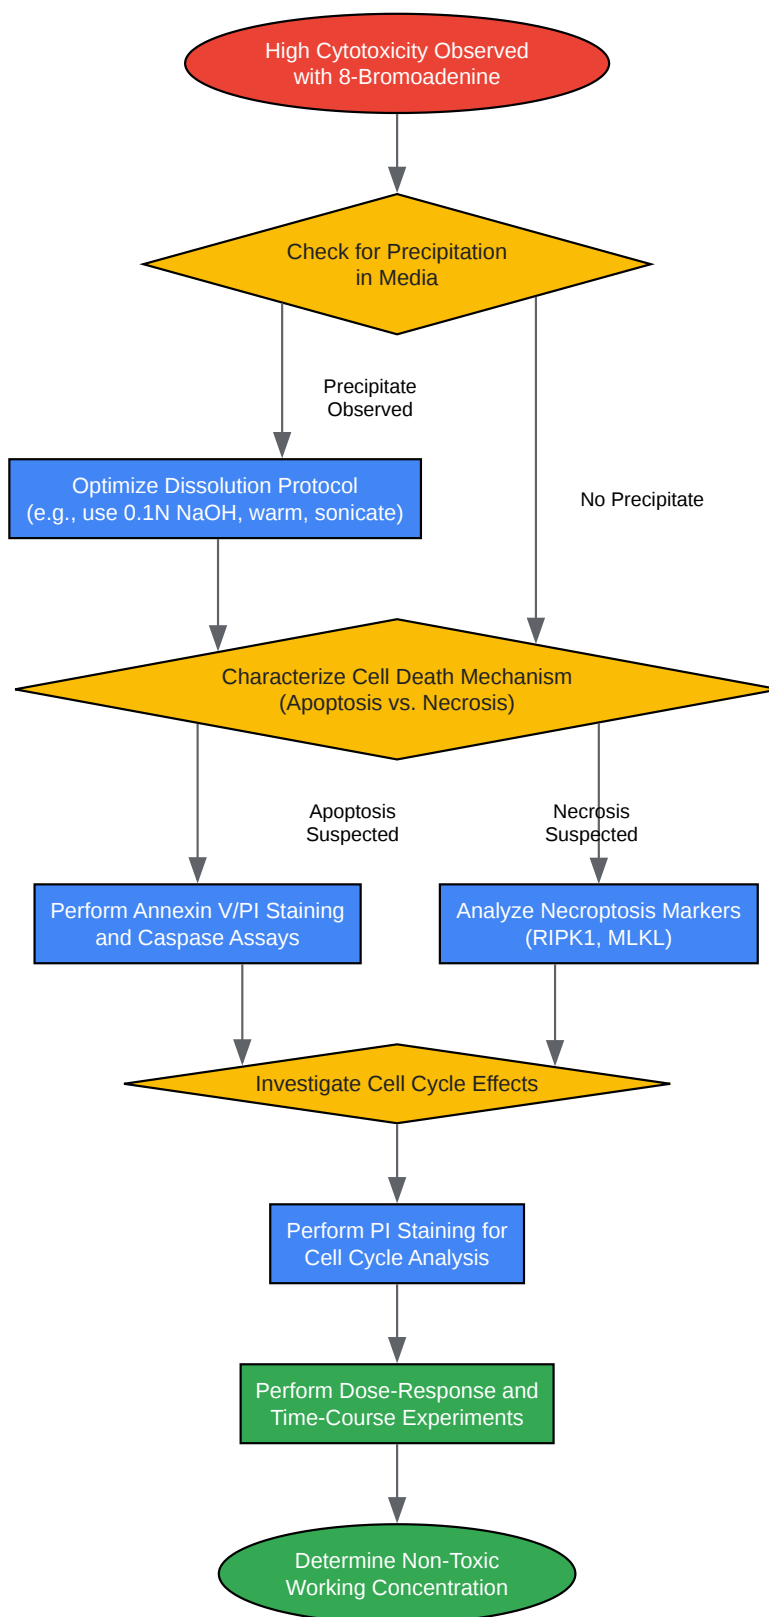 High Cytotoxicity Observed
with 8-Bromoadenine
Check for Precipitation
in Media
Precipitate
Observed
Optimize Dissolution Protocol
(e.g., use 0.1N NaOH, warm, sonicate)
No Precipitate
Characterize Cell Death Mechanism
(Apoptosis vs. Necrosis)
Apoptosis
Suspected
Necrosis
Suspected
Perform Annexin V/PI Staining
and Caspase Assays
Analyze Necroptosis Markers
(RIPK1, MLKL)
Investigate Cell Cycle Effects
Perform PI Staining for
Cell Cycle Analysis
Perform Dose-Response and
Time-Course Experiments
Determine Non-Toxic
Working Concentration